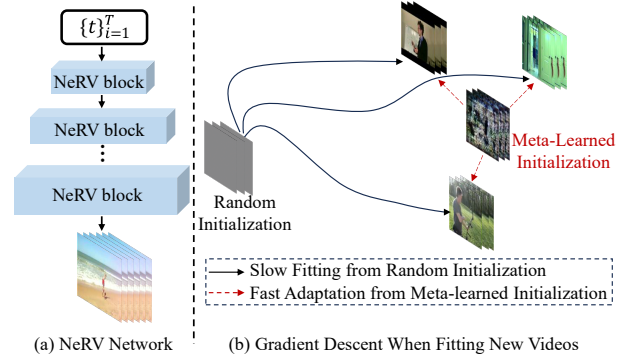 {t}_{i=1}^{T}
NeRV block
NeRV block
NeRV block
(a) NeRV Network
Random
Initialization
Meta-Learned
Initialization
Slow Fitting from Random Initialization
Fast Adaptation from Meta-learned Initialization
(b) Gradient Descent When Fitting New Videos